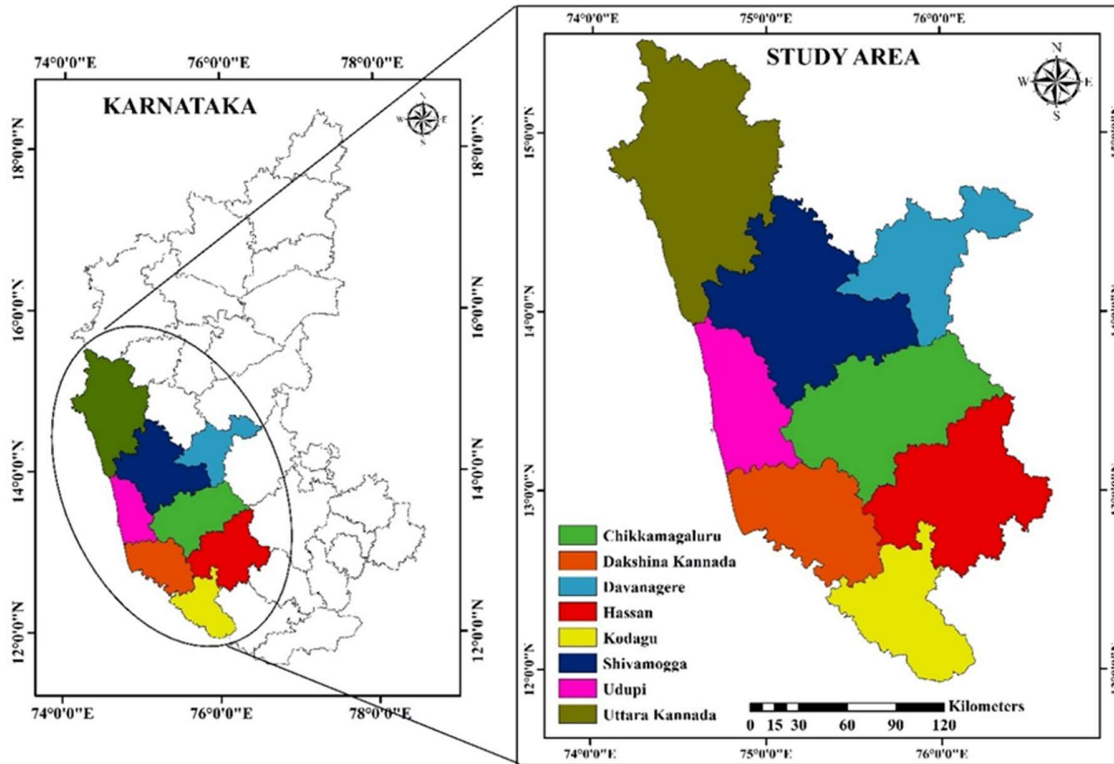 74°0'0"E 76°0'0"E 78°0'0"E
KARNATAKA
N
W E
S
18°0'0"N 18°0'0"N
16°0'0"N 16°0'0"N
14°0'0"N 14°0'0"N
12°0'0"N 12°0'0"N
74°0'0"E 76°0'0"E 78°0'0"E
74°0'0"E 75°0'0"E 76°0'0"E
STUDY AREA
N
W E
S
15°0'0"N
14°0'0"N
13°0'0"N
12°0'0"N
Chikkamagaluru
Dakshina Kannada
Davanagere
Hassan
Kodagu
Shivamogga
Udupi
Uttara Kannada
Kilometers
0 15 30 60 90 120
74°0'0"E 75°0'0"E 76°0'0"E